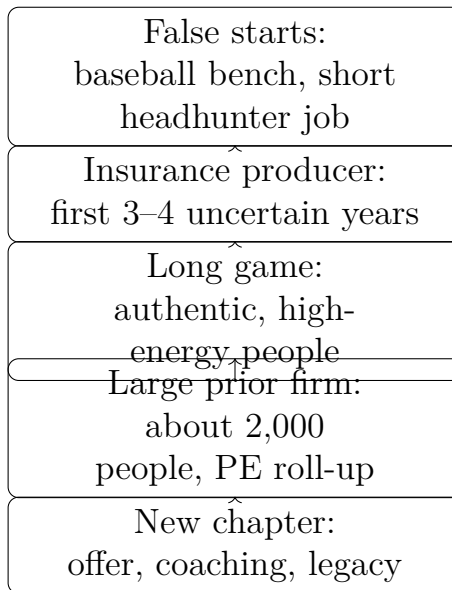 False starts:
baseball bench, short
headhunter job
Insurance producer:
first 3–4 uncertain years
Long game:
authentic, high-
energy people
Large prior firm:
about 2,000
people, PE roll-up
New chapter:
offer, coaching, legacy